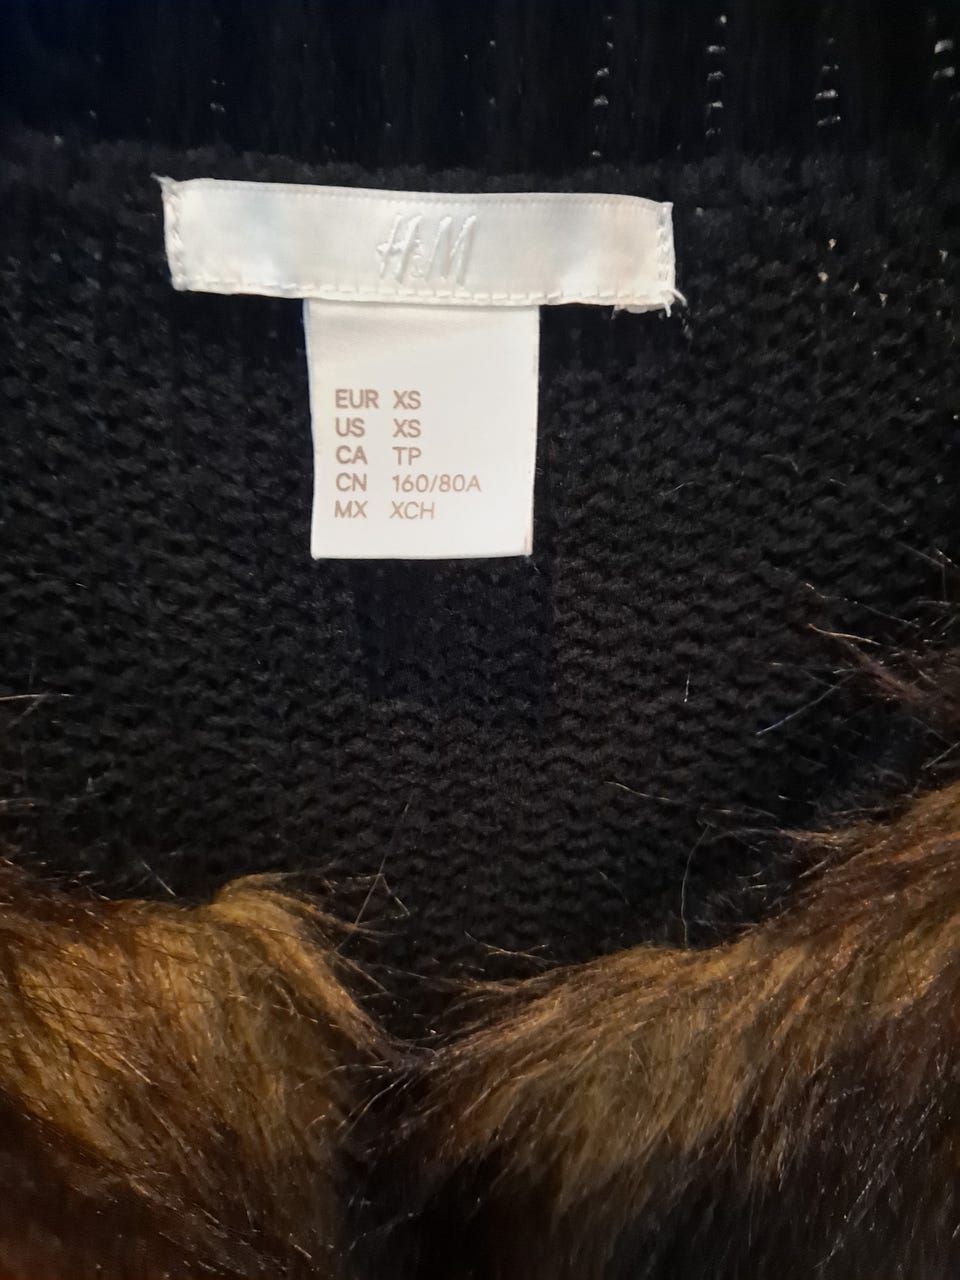 H&M
EUR XS
US XS
CA TP
CN 160/80A
MX XCH